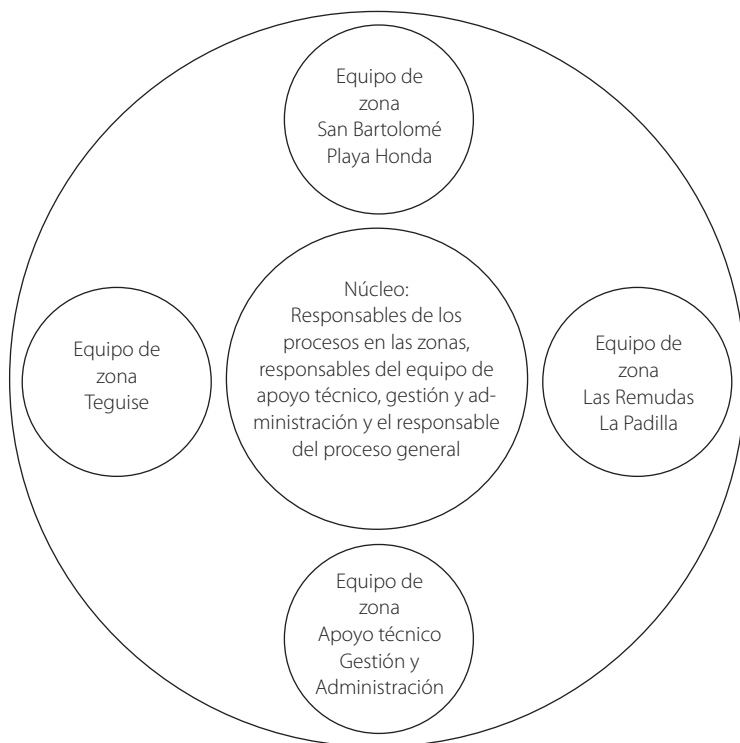 Equipo de
zona
San Bartolomé
Playa Honda
Núcleo:
Responsables de los
procesos en las zonas,
responsables del equipo de
apoyo técnico, gestión y ad-
ministración y el responsable
del proceso general
Equipo de
zona
Teguise
Equipo de
zona
Las Remudas
La Padilla
Equipo de
zona
Apoyo técnico
Gestión y
Administración